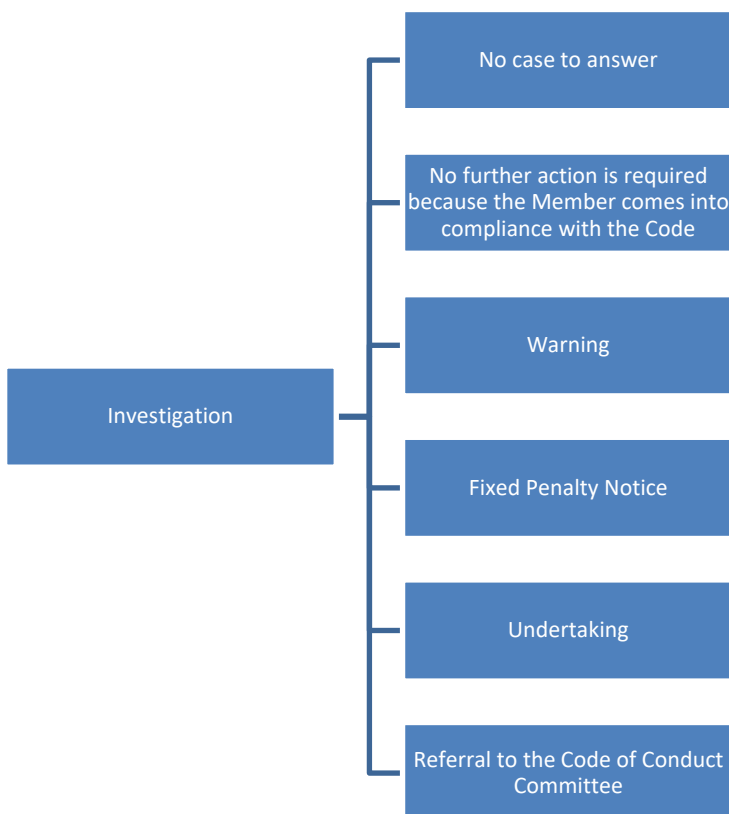 No case to answer
No further action is required
because the Member comes into
compliance with the Code
Warning
Investigation
Fixed Penalty Notice
Undertaking
Referral to the Code of Conduct
Committee